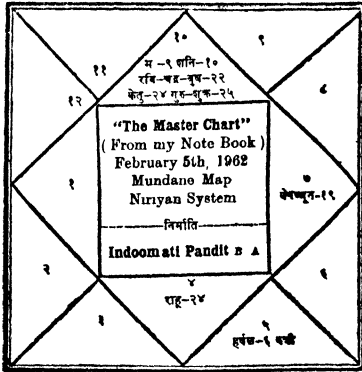 १०
९
११
म -९ शनि-१०
रवि-चंद्र-बुध-२२
केतु-२४ गुरु-शुक्र-२५
८
१२
"The Master Chart"
( From my Note Book )
February 5th, 1962
Mundane Map
Niriyan System
निर्मिति
Indoomati Pandit B A
१
७
नेपच्यून-१९
२
६
४
राहू-२४
३
५
हर्षल-६ वक्री